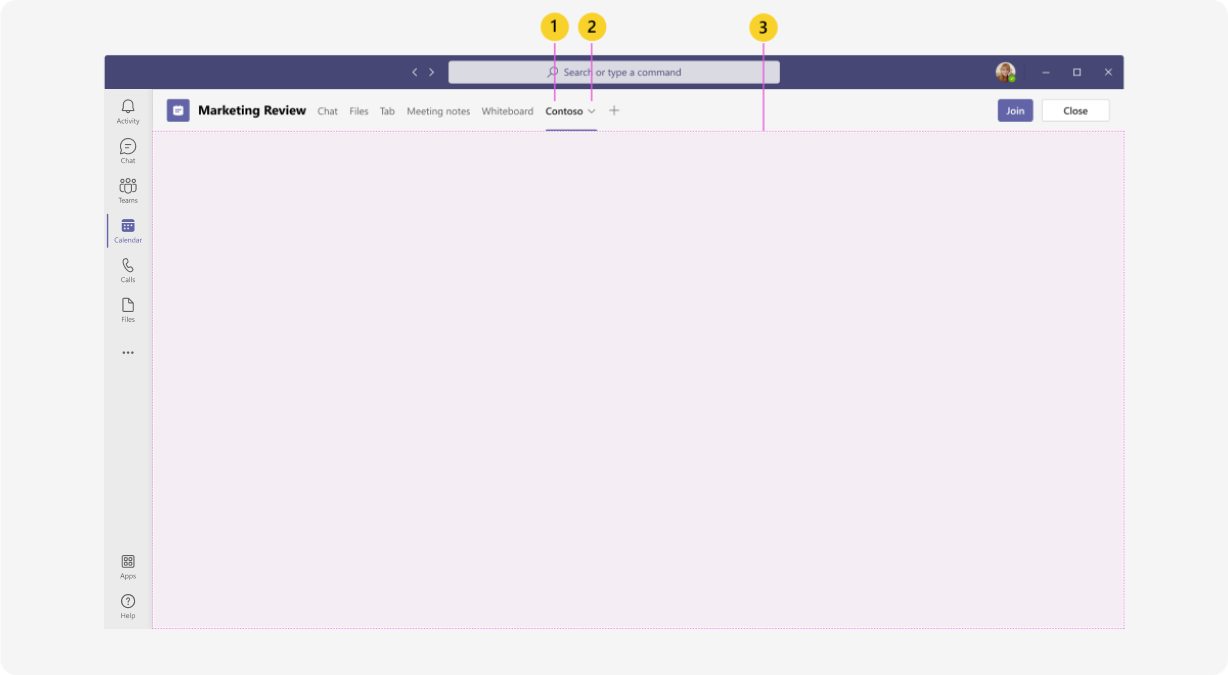 1 2 3
Search or type a command
Marketing Review Chat Files Tab Meeting notes Whiteboard Contoso Join Close
Activity
Chat
Teams
Calendar
Calls
Files
Apps
Help